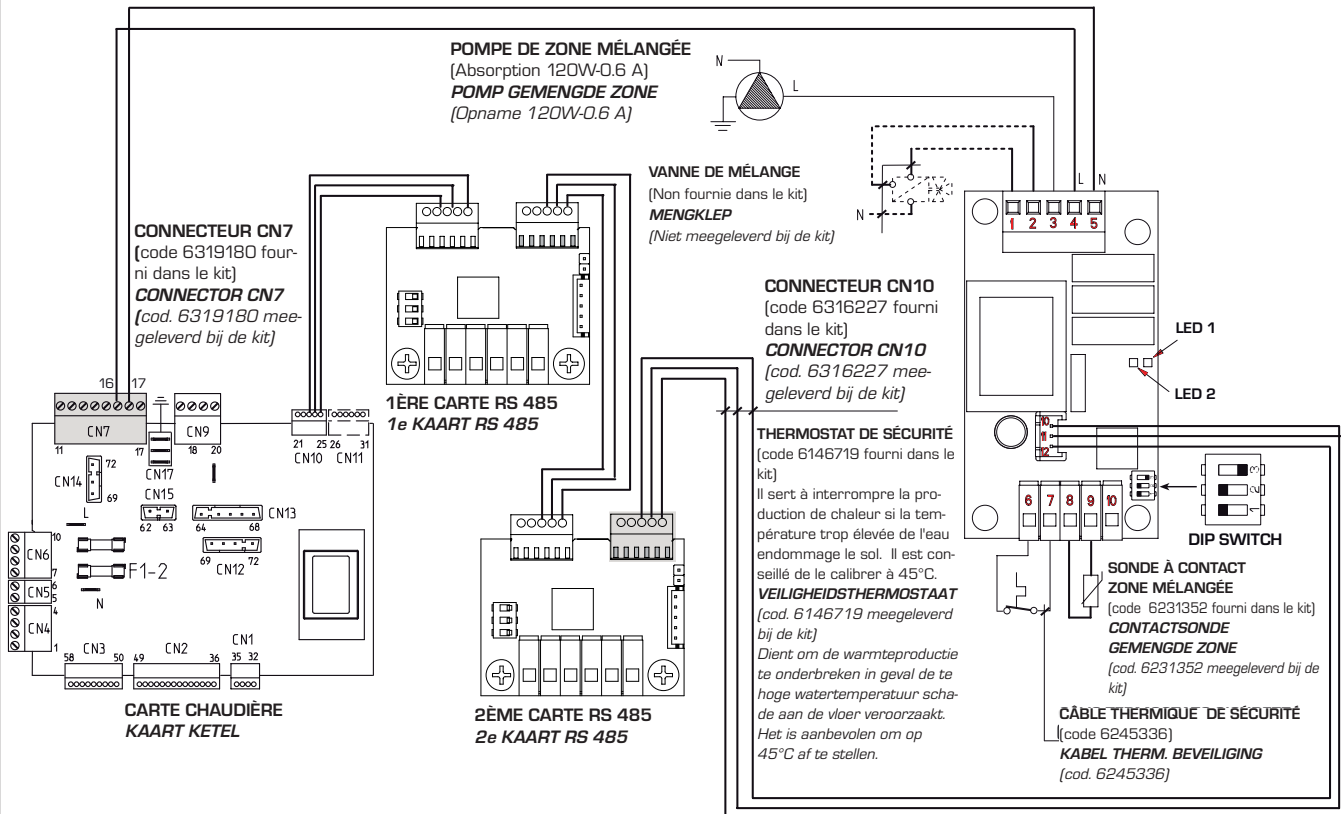 POMPE DE ZONE MÉLANGÉE
(Absorption 120W-0.6 A)
POMP GEMENGDE ZONE
(Opname 120W-0.6 A)
N
L
VANNE DE MÉLANGE
(Non fournie dans le kit)
MENGKLEP
(Niet meegeleverd bij de kit)
N
L N
1 2 3 4 5
CONNECTEUR CN7
(code 6319180 four-
ni dans le kit)
CONNECTOR CN7
(cod. 6319180 mee-
geleverd bij de kit)
CONNECTEUR CN10
(code 6316227 fourni
dans le kit)
CONNECTOR CN10
(cod. 6316227 mee-
geleverd bij de kit)
LED 1
LED 2
16 17
1ÈRE CARTE RS 485
1e KAART RS 485
CN7
CN9
11
17
18
20
21 25 26 31
CN10 CN11
CN17
CN14
72
69
CN15
62 63
CN13
64 68
CN12
69 72
L
F1-2
N
10
CN6
7
6
CN5
5
4
CN4
1
58 CN3 50
49 CN2 36
CN1
35 32
CARTE CHAUDIÈRE
KAART KETEL
2ÈME CARTE RS 485
2e KAART RS 485
THERMOSTAT DE SÉCURITÉ
(code 6146719 fourni dans le
kit)
Il sert à interrompre la pro-
duction de chaleur si la tem-
pérature trop élevée de l'eau
endommage le sol. Il est con-
seillé de le calibrer à 45°C.
VEILIGHEIDSTHERMOSTAAT
(cod. 6146719 meegeleverd
bij de kit)
Dient om de warmteproductie
te onderbreken in geval de te
hoge watertemperatuur scha-
de aan de vloer veroorzaakt.
Het is aanbevolen om op
45°C af te stellen.
10
11
12
6 7 8 9 10
3
2
1
DIP SWITCH
SONDE À CONTACT
ZONE MÉLANGÉE
(code 6231352 fourni dans le kit)
CONTACTSONDE
GEMENGDE ZONE
(cod. 6231352 meegeleverd bij de
kit)
CÂBLE THERMIQUE DE SÉCURITÉ
(code 6245336)
KABEL THERM. BEVEILIGING
(cod. 6245336)